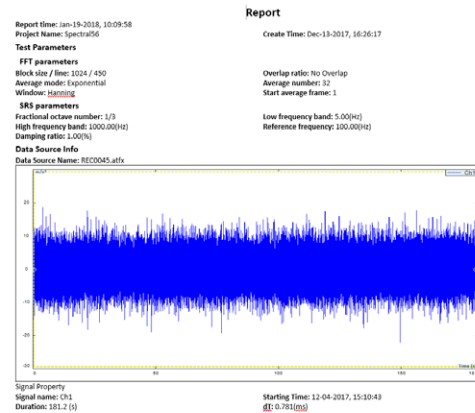 Report
Report time: Jan-19-2018, 10:09:58
Project Name: Spectral56 Create Time: Dec-13-2017, 16:26:17
Test Parameters
FFT parameters
Block size / line: 1024 / 450 Overlap ratio: No Overlap
Average mode: Exponential Average number: 32
Window: Hanning Start average frame: 1
SRS parameters
Fractional octave number: 1/3 Low frequency band: 5.00(Hz)
High frequency band: 1000.00(Hz) Reference frequency: 100.00(Hz)
Damping ratio: 1.00(%)
Data Source Info
Data Source Name: REC0045.atfx
Ch1
20
10
0
-10
-20
Time (s
0 50 100 150
Signal Property
Signal name: Ch1 Starting Time: 12-04-2017, 15:10:43
Duration: 181.2 (s) dT: 0.781(ms)